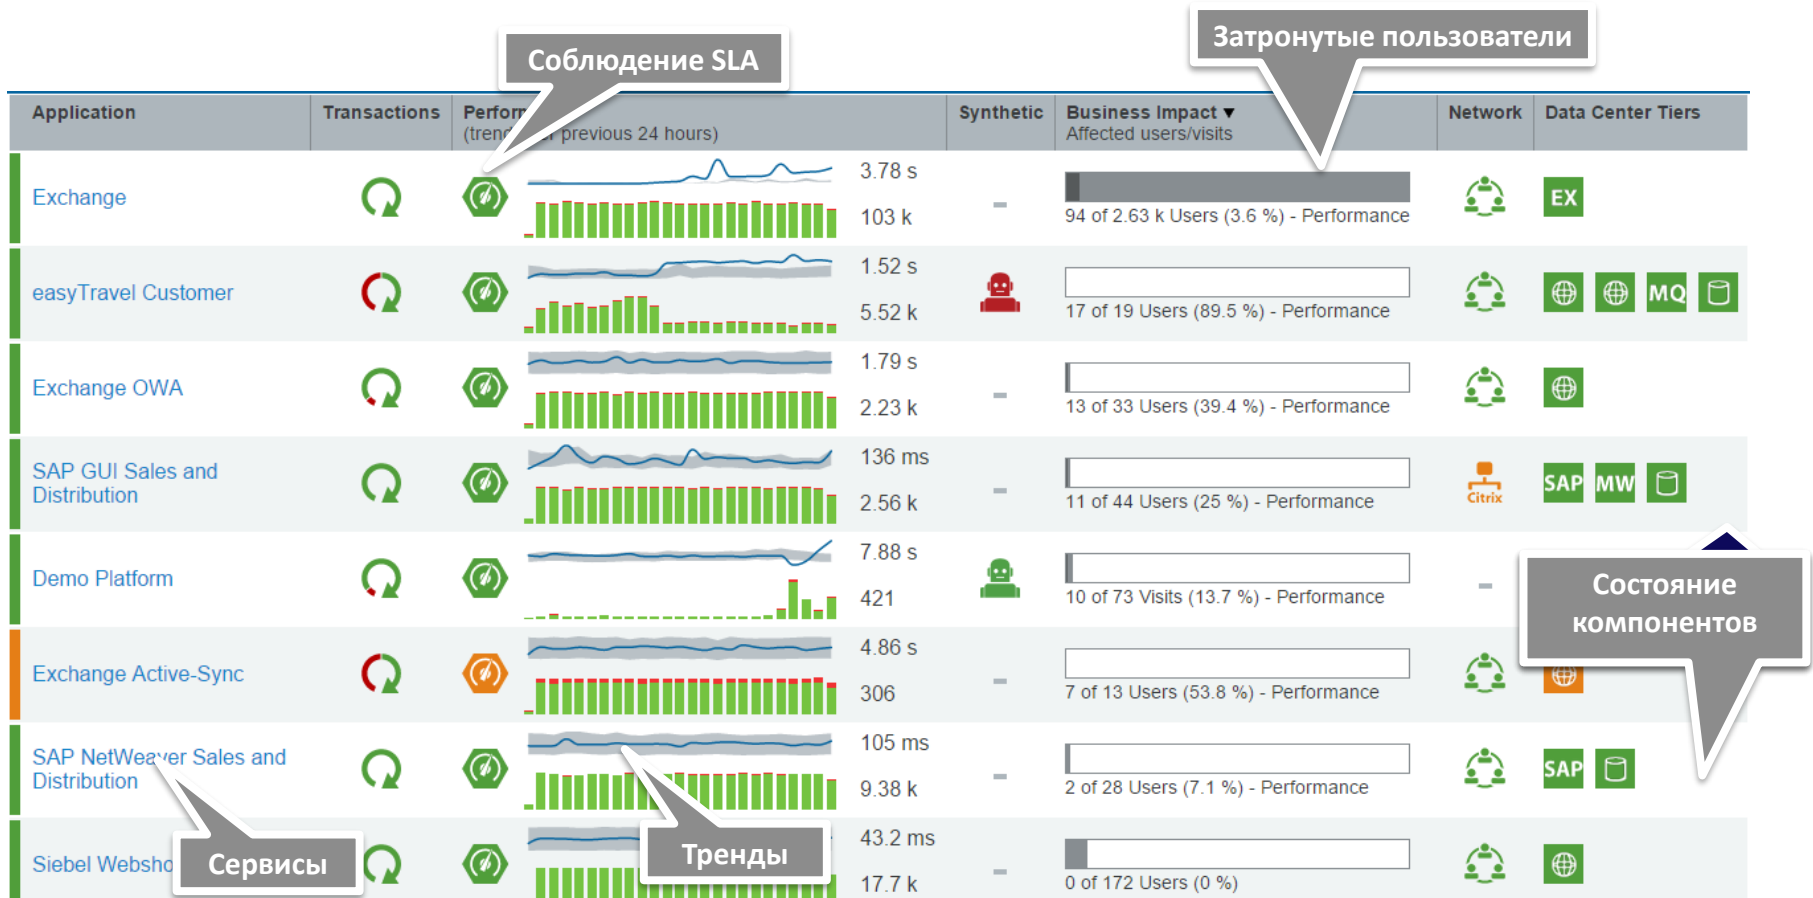 Соблюдение SLA
Затронутые пользователи
Application
Transactions
Perforn
(trend
previous 24 hours)
Synthetic
Business Impact ▼
Affected users/visits
Network
Data Center Tiers
Exchange
3.78 s
103 k
94 of 2.63 k Users (3.6 %) - Performance
EX
easyTravel Customer
1.52 s
5.52 k
17 of 19 Users (89.5 %) - Performance
MQ
Exchange OWA
1.79 s
2.23 k
13 of 33 Users (39.4 %) - Performance
SAP GUI Sales and
Distribution
136 ms
2.56 k
11 of 44 Users (25 %) - Performance
Citrix
SAP
MW
Demo Platform
7.88 s
421
10 of 73 Visits (13.7 %) - Performance
Состояние
компонентов
Exchange Active-Sync
4.86 s
306
7 of 13 Users (53.8 %) - Performance
SAP NetWeaver Sales and
Distribution
105 ms
9.38 k
2 of 28 Users (7.1 %) - Performance
SAP
Siebel Websho
Сервисы
Тренды
43.2 ms
17.7 k
0 of 172 Users (0 %)